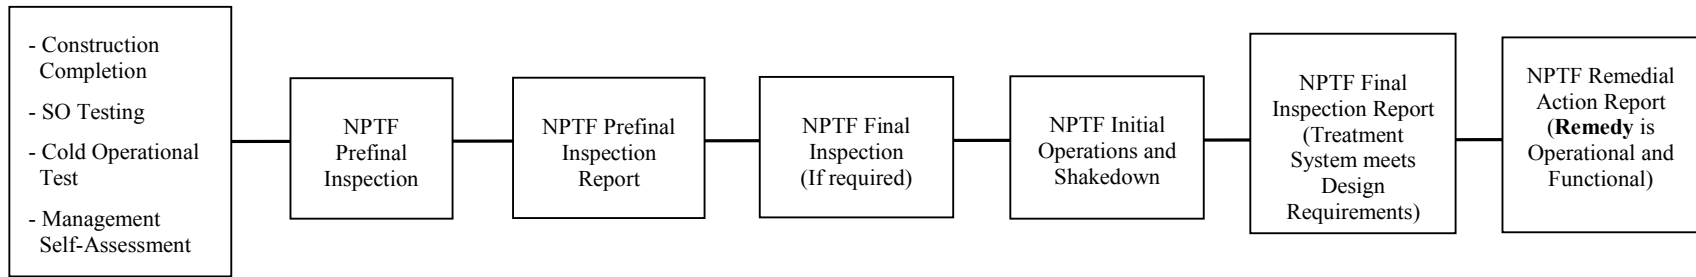 - Construction
Completion
- SO Testing
- Cold Operational
Test
- Management
Self-Assessment
NPTF
Prefinal
Inspection
NPTF Prefinal
Inspection
Report
NPTF Final
Inspection
(If required)
NPTF Initial
Operations and
Shakedown
NPTF Final
Inspection Report
(Treatment
System meets
Design
Requirements)
NPTF Remedial
Action Report
(Remedy is
Operational and
Functional)